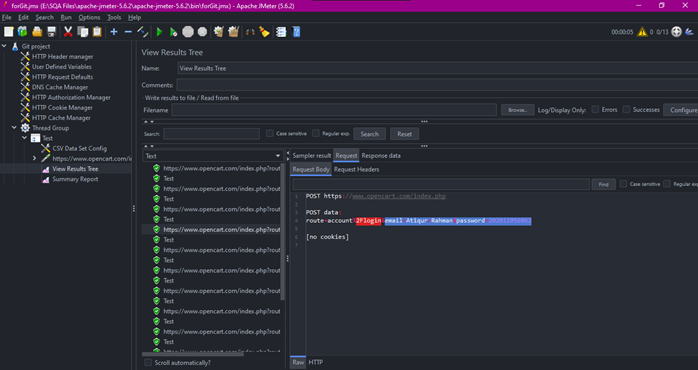 forGit.jmx (E:\SQA Files\apache-jmeter-5.6.2\apache-jmeter-5.6.2\bin\forGit.jmx) - Apache JMeter (5.6.2)
File Edit Search Run Options Tools Help
00:00:05 0 0/13
Git project
HTTP Header manager
User Defined Variables
HTTP Request Defaults
DNS Cache Manager
HTTP Authorization Manager
HTTP Cookie Manager
HTTP Cache Manager
Thread Group
Test
CSV Data Set Config
https://www.opencart.com/i
View Results Tree
Summary Report
View Results Tree
Name: View Results Tree
Comments:
Write results to file / Read from file
Filename Browse... Log/Display Only: Errors Successes Configure
Search: Case sensitive Regular exp. Search Reset
Text
https://www.opencart.com/index.php?rout
Test
https://www.opencart.com/index.php?rout
Test
https://www.opencart.com/index.php?rout
Test
https://www.opencart.com/index.php?rout
Test
https://www.opencart.com/index.php?rout
Test
https://www.opencart.com/index.php?rout
Test
https://www.opencart.com/index.php?rout
Test
https://www.opencart.com/index.php?rout
Test
https://www.opencart.com/index.php?rout
Test
Scroll automatically?
Sampler result Request Response data
Request Body Request Headers
Find Case sensitive Regular exp
1 POST https://www.opencart.com/index.php
2
3 POST data:
4 route=account%2Flogin&email=Atiqur Rahman&password
5
6 [no cookies]
7
Raw HTTP